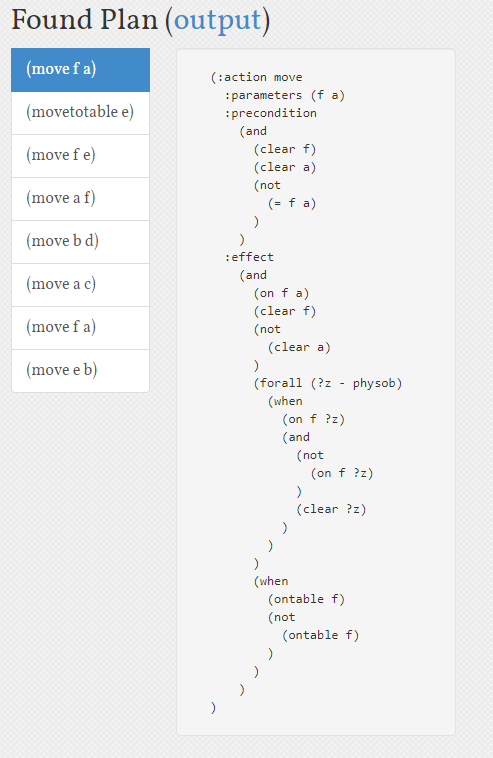 Found Plan (output)
(move f a)
(movetotable e)
(move f e)
(move a f)
(move b d)
(move a c)
(move f a)
(move e b)
(:action move
  :parameters (f a)
  :precondition
    (and
      (clear f)
      (clear a)
      (not
        (= f a)
      )
    )
  :effect
    (and
      (on f a)
      (clear f)
      (not
        (clear a)
      )
      (forall (?z - physob)
        (when
          (on f ?z)
          (and
            (not
              (on f ?z)
            )
            (clear ?z)
          )
        )
      )
      (when
        (ontable f)
        (not
          (ontable f)
        )
      )
    )
)